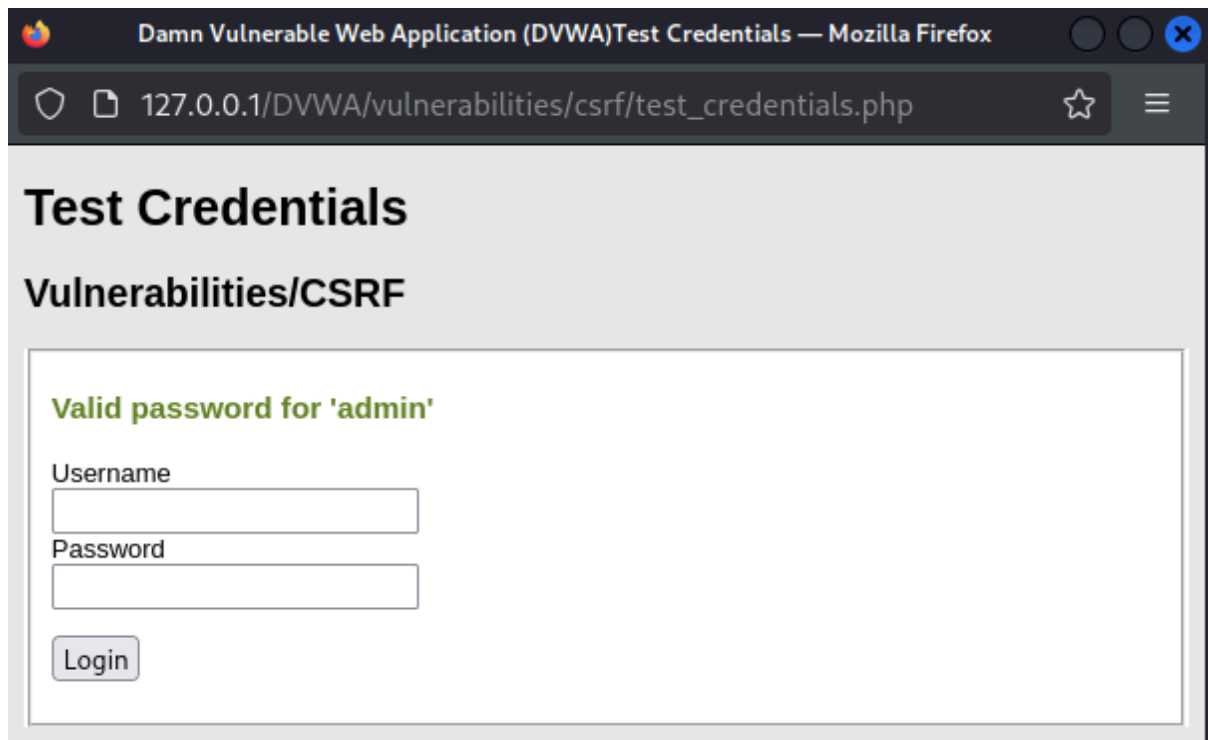 Damn Vulnerable Web Application (DVWA)Test Credentials — Mozilla Firefox
127.0.0.1/DVWA/vulnerabilities/csrf/test_credentials.php
Test Credentials
Vulnerabilities/CSRF
Valid password for 'admin'
Username
Password
Login